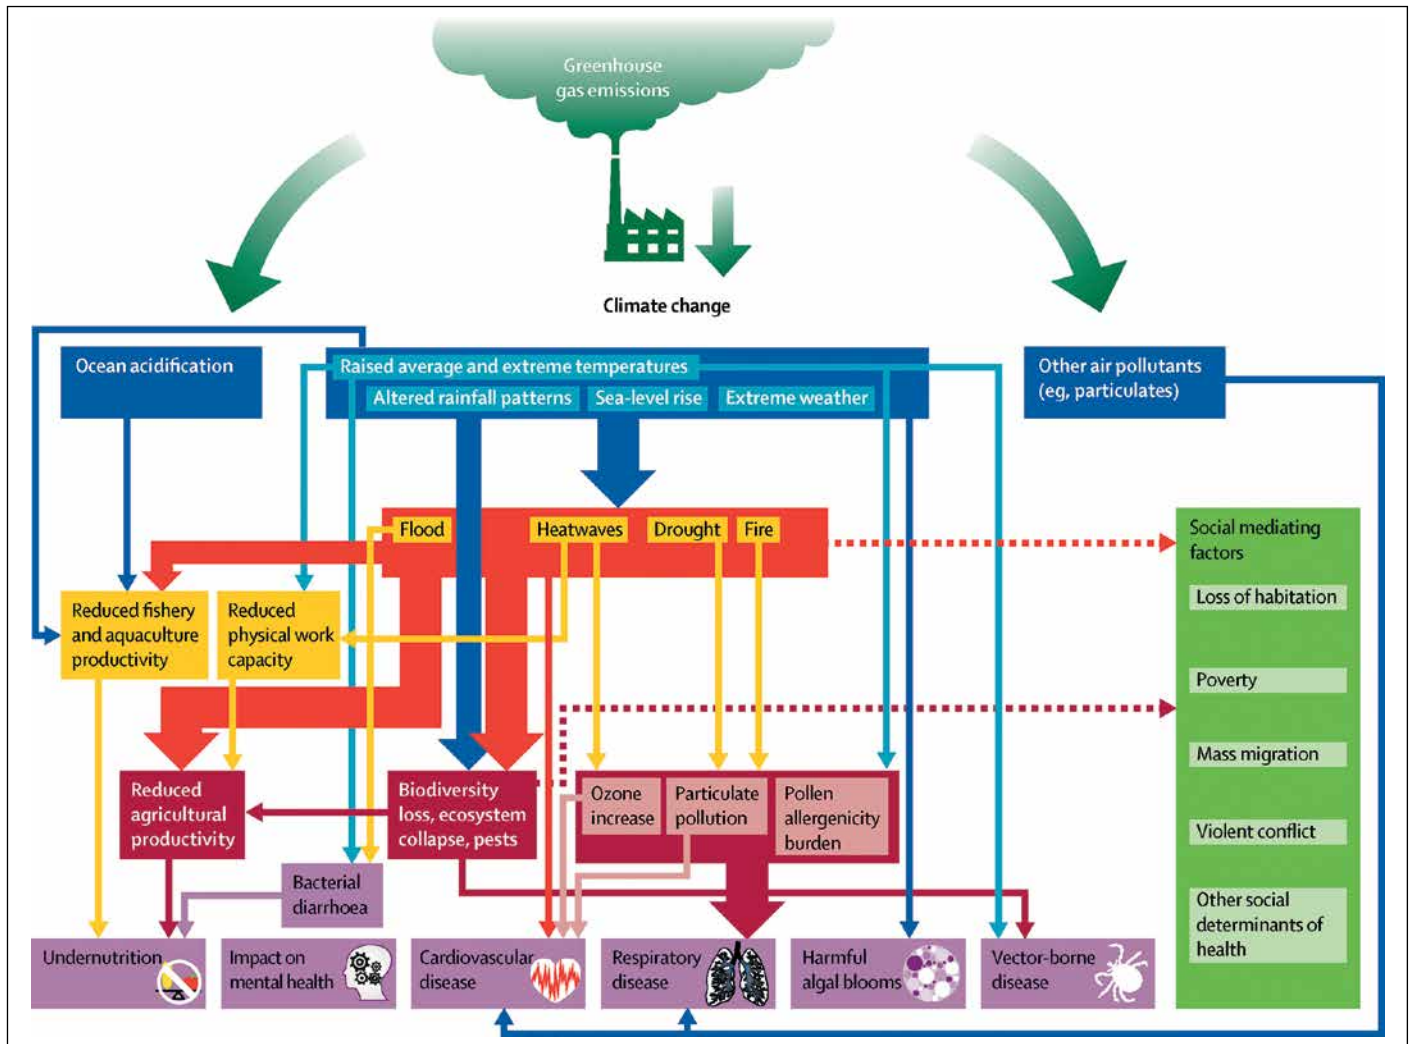 Greenhouse
gas emissions
Climate change
Ocean acidification
Raised average and extreme temperatures
Altered rainfall patterns
Sea-level rise
Extreme weather
Other air pollutants
(eg, particulates)
Flood
Heatwaves
Drought
Fire
Social mediating
factors
Loss of habitation
Poverty
Mass migration
Violent conflict
Other social
determinants of
health
Reduced fishery
and aquaculture
productivity
Reduced
physical work
capacity
Reduced
agricultural
productivity
Biodiversity
loss, ecosystem
collapse, pests
Ozone
increase
Particulate
pollution
Pollen
allergenicity
burden
Bacterial
diarrhoea
Undernutrition
Impact on
mental health
Cardiovascular
disease
Respiratory
disease
Harmful
algal blooms
Vector-borne
disease